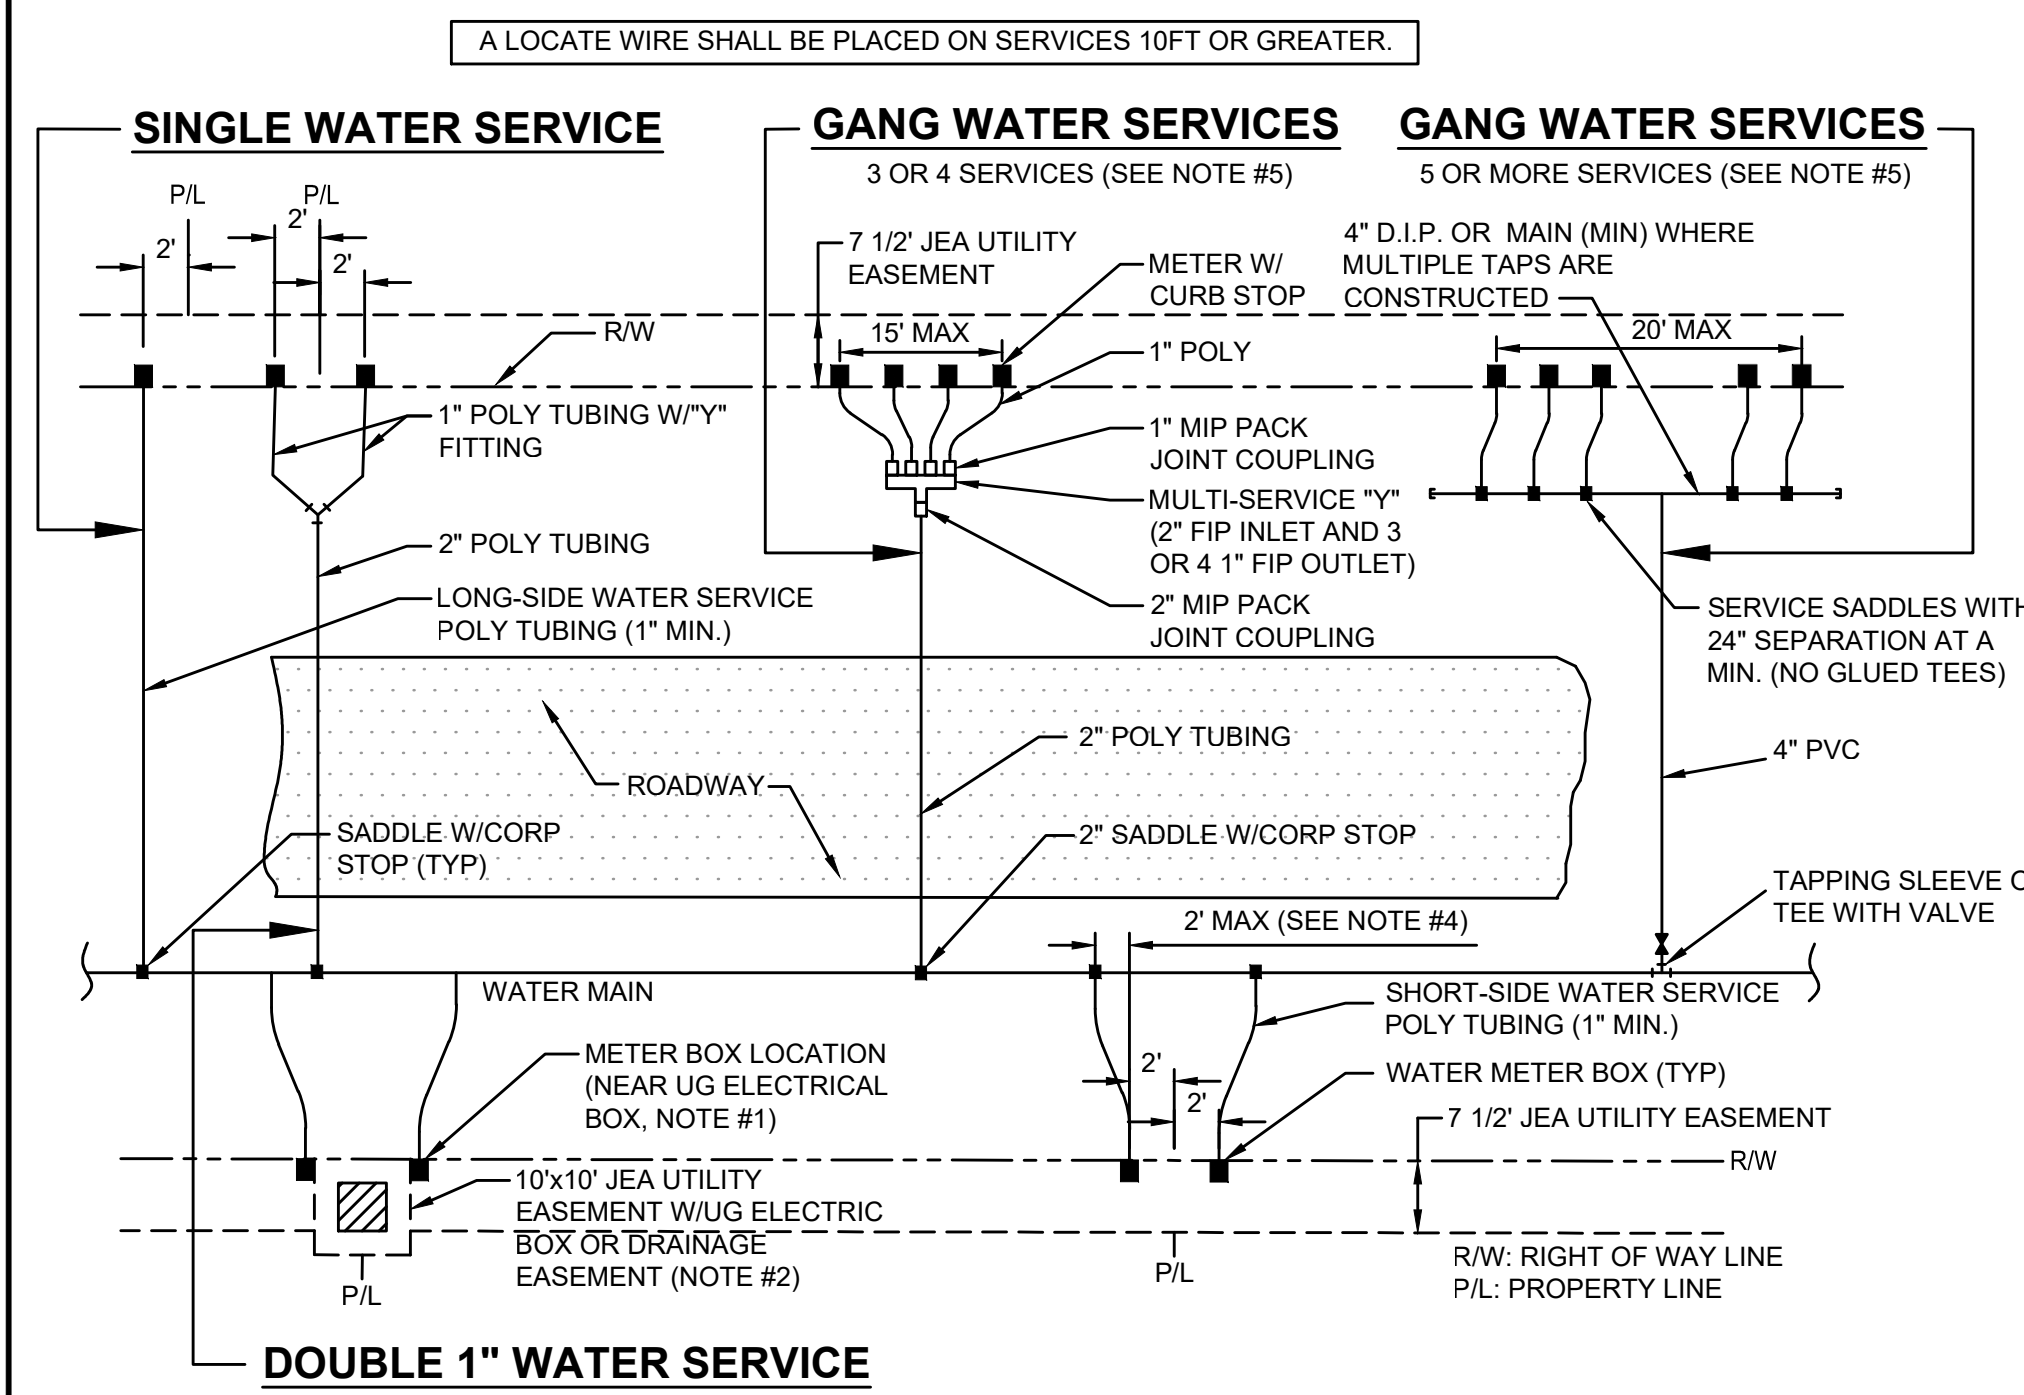 A LOCATE WIRE SHALL BE PLACED ON SERVICES 10FT OR GREATER.
SINGLE WATER SERVICE
GANG WATER SERVICES
3 OR 4 SERVICES (SEE NOTE #5)
GANG WATER SERVICES
5 OR MORE SERVICES (SEE NOTE #5)
P/L
P/L
2'
2'
2'
7 1/2' JEA UTILITY
EASEMENT
METER W/
CURB STOP
4" D.I.P. OR MAIN (MIN) WHERE
MULTIPLE TAPS ARE
CONSTRUCTED
R/W
15' MAX
20' MAX
1" POLY
1" POLY TUBING W/"Y"
FITTING
1" MIP PACK
JOINT COUPLING
MULTI-SERVICE "Y"
(2" FIP INLET AND 3
OR 4 1" FIP OUTLET)
2" POLY TUBING
LONG-SIDE WATER SERVICE
POLY TUBING (1" MIN.)
2" MIP PACK
JOINT COUPLING
SERVICE SADDLES WITH
24" SEPARATION AT A
MIN. (NO GLUED TEES)
2" POLY TUBING
4" PVC
ROADWAY
SADDLE W/CORP
STOP (TYP)
2" SADDLE W/CORP STOP
TAPPING SLEEVE
TEE WITH VALVE
2' MAX (SEE NOTE #4)
WATER MAIN
SHORT-SIDE WATER SERVICE
POLY TUBING (1" MIN.)
METER BOX LOCATION
(NEAR UG ELECTRICAL
BOX, NOTE #1)
2'
2'
WATER METER BOX (TYP)
7 1/2' JEA UTILITY EASEMENT
R/W
10'x10' JEA UTILITY
EASEMENT W/UG ELECTRIC
BOX OR DRAINAGE
EASEMENT (NOTE #2)
P/L
P/L
R/W: RIGHT OF WAY LINE
P/L: PROPERTY LINE
DOUBLE 1" WATER SERVICE